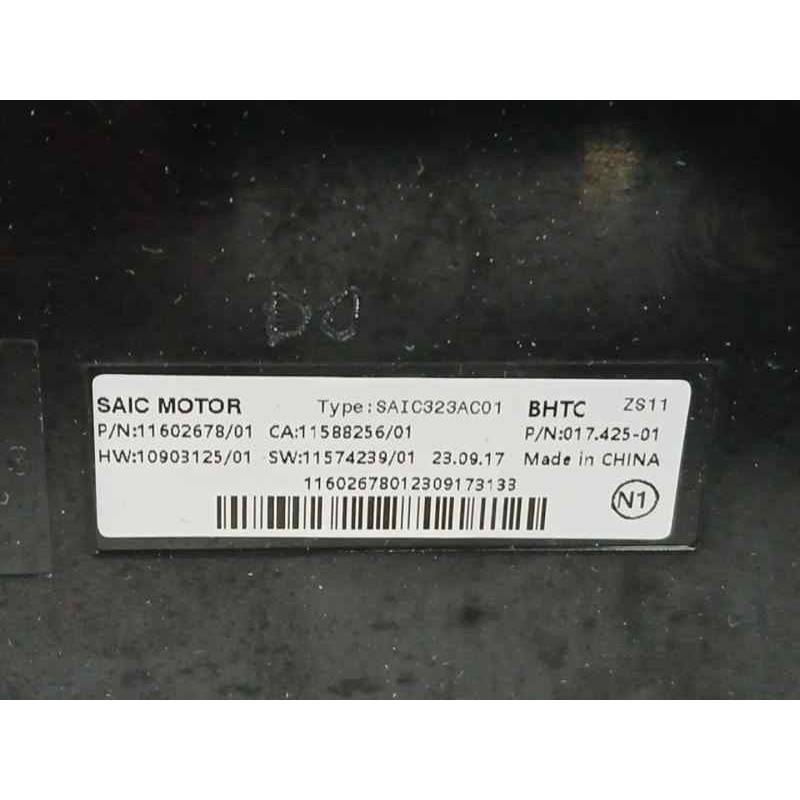 SAIC MOTOR Type:SAIC323AC01 BHTC ZS11
P/N:11602678/01 CA:11588256/01 P/N:017.425-01
HW:10903125/01 SW:11574239/01 23.09.17 Made in CHINA
11602678012309173133
N1